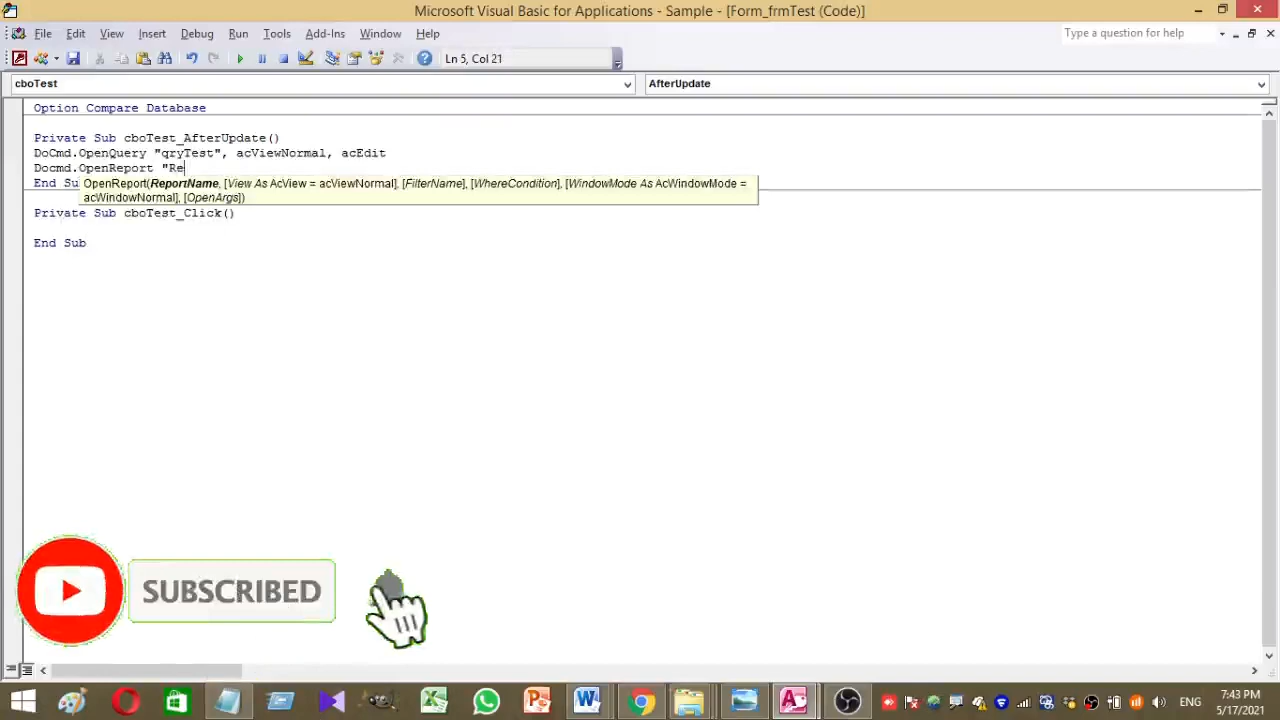 Microsoft Visual Basic for Applications - Sample - [Form_frmTest (Code)]
File Edit View Insert Debug Run Tools Add-Ins Window Help
Type a question for help
Ln 5, Col 21
cboTest
AfterUpdate
Option Compare Database
Private Sub cboTest_AfterUpdate()
DoCmd.OpenQuery "qryTest", acViewNormal, acEdit
Docmd.OpenReport "Re
End Su
OpenReport(ReportName, [View As AcView = acViewNormal], [FilterName], [WhereCondition], [WindowMode As AcWindowMode =
acWindowNormal], [OpenArgs])
Private Sub cboTest_Click()
End Sub
SUBSCRIBED
ENG
7:43 PM
5/17/2021